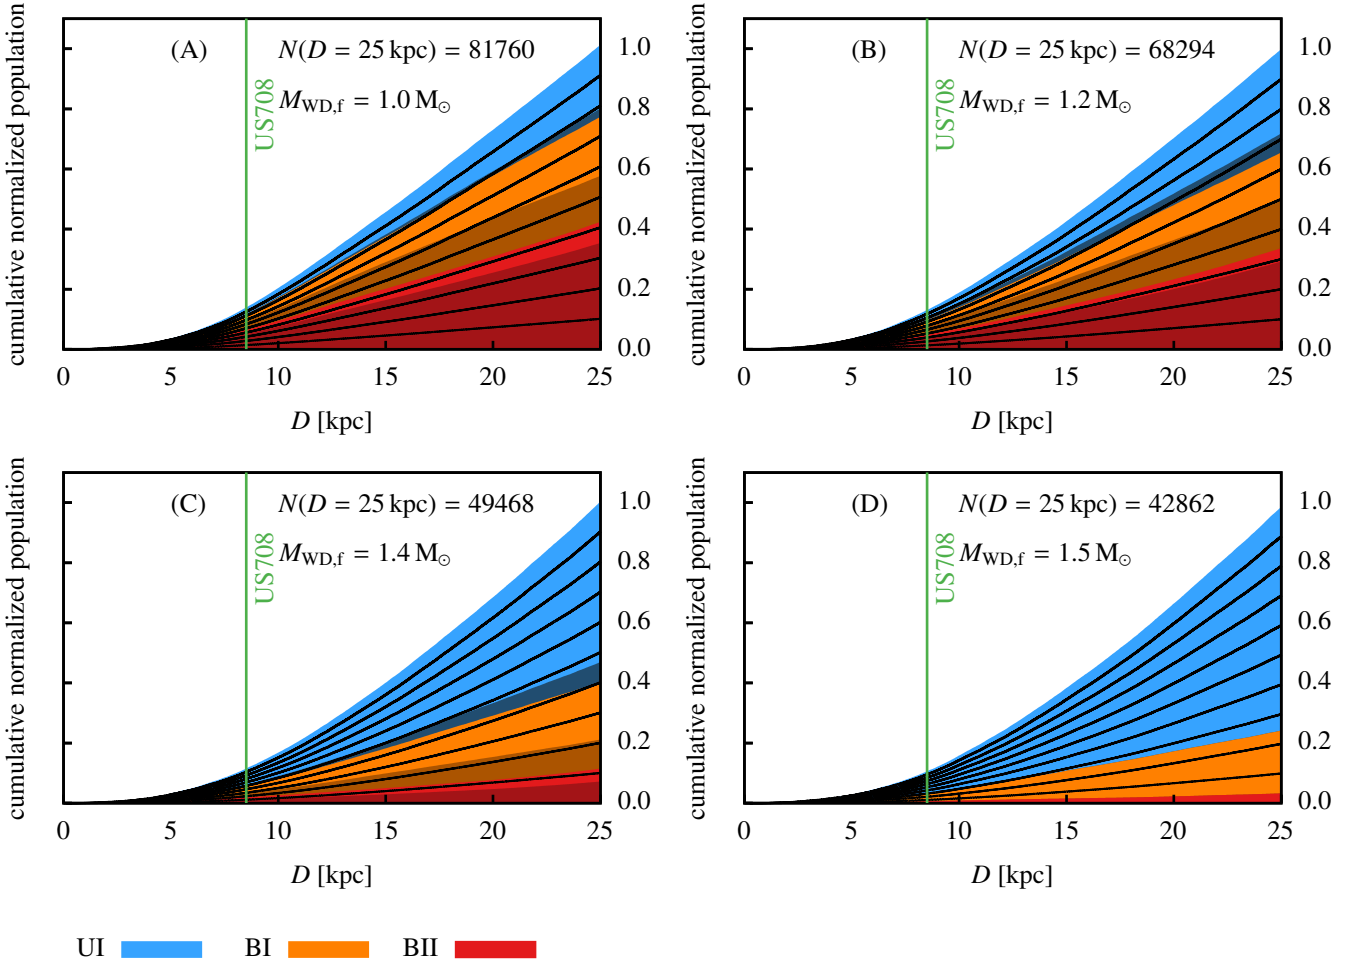 (A) N(D = 25 kpc) = 81760
M_WD,f = 1.0 M_⊙
US708
cumulative normalized population
1.0
0.8
0.6
0.4
0.2
0.0
0 5 10 15 20 25
D [kpc]
(B) N(D = 25 kpc) = 68294
M_WD,f = 1.2 M_⊙
US708
cumulative normalized population
1.0
0.8
0.6
0.4
0.2
0.0
0 5 10 15 20 25
D [kpc]
(C) N(D = 25 kpc) = 49468
M_WD,f = 1.4 M_⊙
US708
cumulative normalized population
1.0
0.8
0.6
0.4
0.2
0.0
0 5 10 15 20 25
D [kpc]
(D) N(D = 25 kpc) = 42862
M_WD,f = 1.5 M_⊙
US708
cumulative normalized population
1.0
0.8
0.6
0.4
0.2
0.0
0 5 10 15 20 25
D [kpc]
UI BI BII